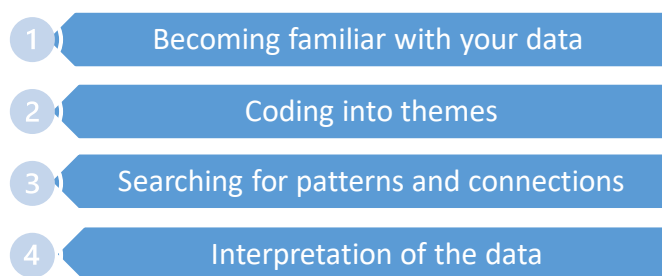 1 Becoming familiar with your data
2 Coding into themes
3 Searching for patterns and connections
4 Interpretation of the data